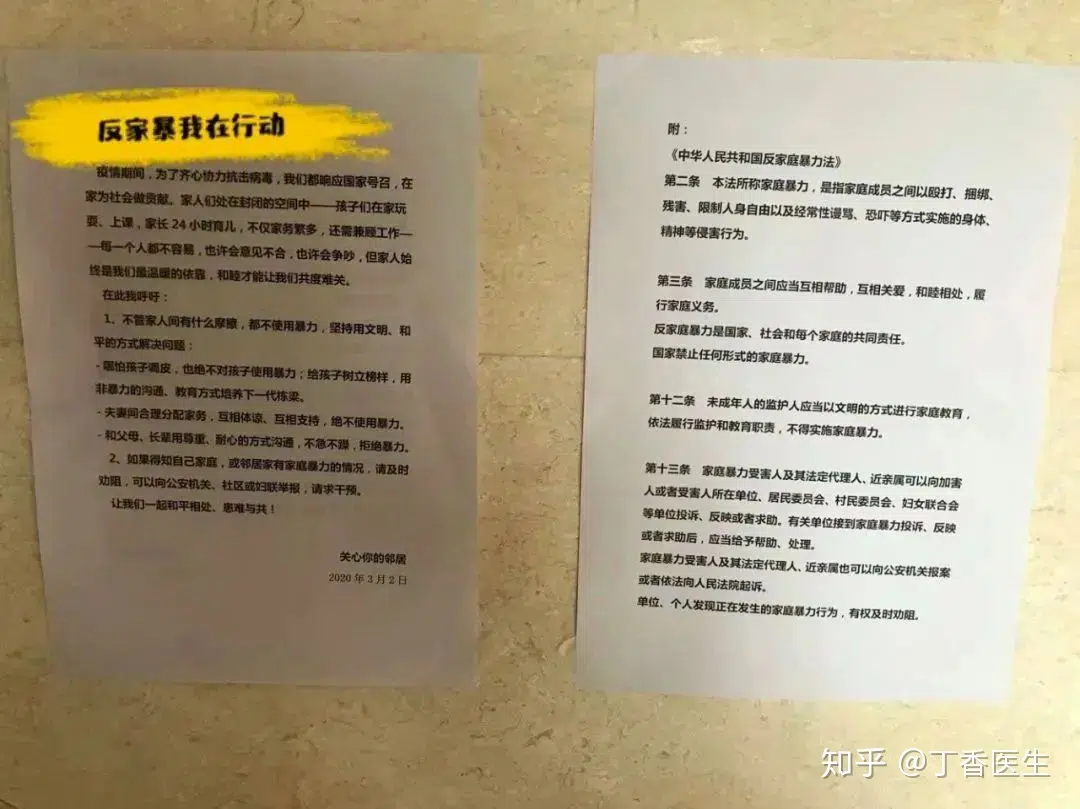 反家暴我在行动
疫情期间，为了齐心协力抗击病毒，我们都响应国家号召，在
家为社会做贡献。家人们处在封闭的空间中——孩子们在家玩
耍、上课，家长 24 小时育儿，不仅家务繁多，还需兼顾工作—
—每一个人都不容易，也许会意见不合，也许会争吵，但家人始
终是我们最温暖的依靠，和睦才能让我们共度难关。
在此我呼吁：
1、不管家人间有什么摩擦，都不使用暴力，坚持用文明、和
平的方式解决问题：
- 哪怕孩子调皮，也绝不对孩子使用暴力；给孩子树立榜样，用
非暴力的沟通、教育方式培养下一代栋梁。
- 夫妻间合理分配家务，互相体谅、互相支持，绝不使用暴力。
- 和父母、长辈用尊重、耐心的方式沟通，不急不躁，拒绝暴力。
2、如果得知自己家庭，或邻居家有家庭暴力的情况，请及时
劝阻，可以向公安机关、社区或妇联举报，请求干预。
让我们一起和平相处、患难与共！
关心你的邻居
2020 年 3 月 2 日
附：
《中华人民共和国反家庭暴力法》
第二条 本法所称家庭暴力，是指家庭成员之间以殴打、捆绑、
残害、限制人身自由以及经常性谩骂、恐吓等方式实施的身体、
精神等侵害行为。
第三条 家庭成员之间应当互相帮助，互相关爱，和睦相处，履
行家庭义务。
反家庭暴力是国家、社会和每个家庭的共同责任。
国家禁止任何形式的家庭暴力。
第十二条 未成年人的监护人应当以文明的方式进行家庭教育，
依法履行监护和教育职责，不得实施家庭暴力。
第十三条 家庭暴力受害人及其法定代理人、近亲属可以向加害
人或者受害人所在单位、居民委员会、村民委员会、妇女联合会
等单位投诉、反映或者求助。有关单位接到家庭暴力投诉、反映
或者求助后，应当给予帮助、处理。
家庭暴力受害人及其法定代理人、近亲属也可以向公安机关报案
或者依法向人民法院起诉。
单位、个人发现正在发生的家庭暴力行为，有权及时劝阻。
知乎 @丁香医生